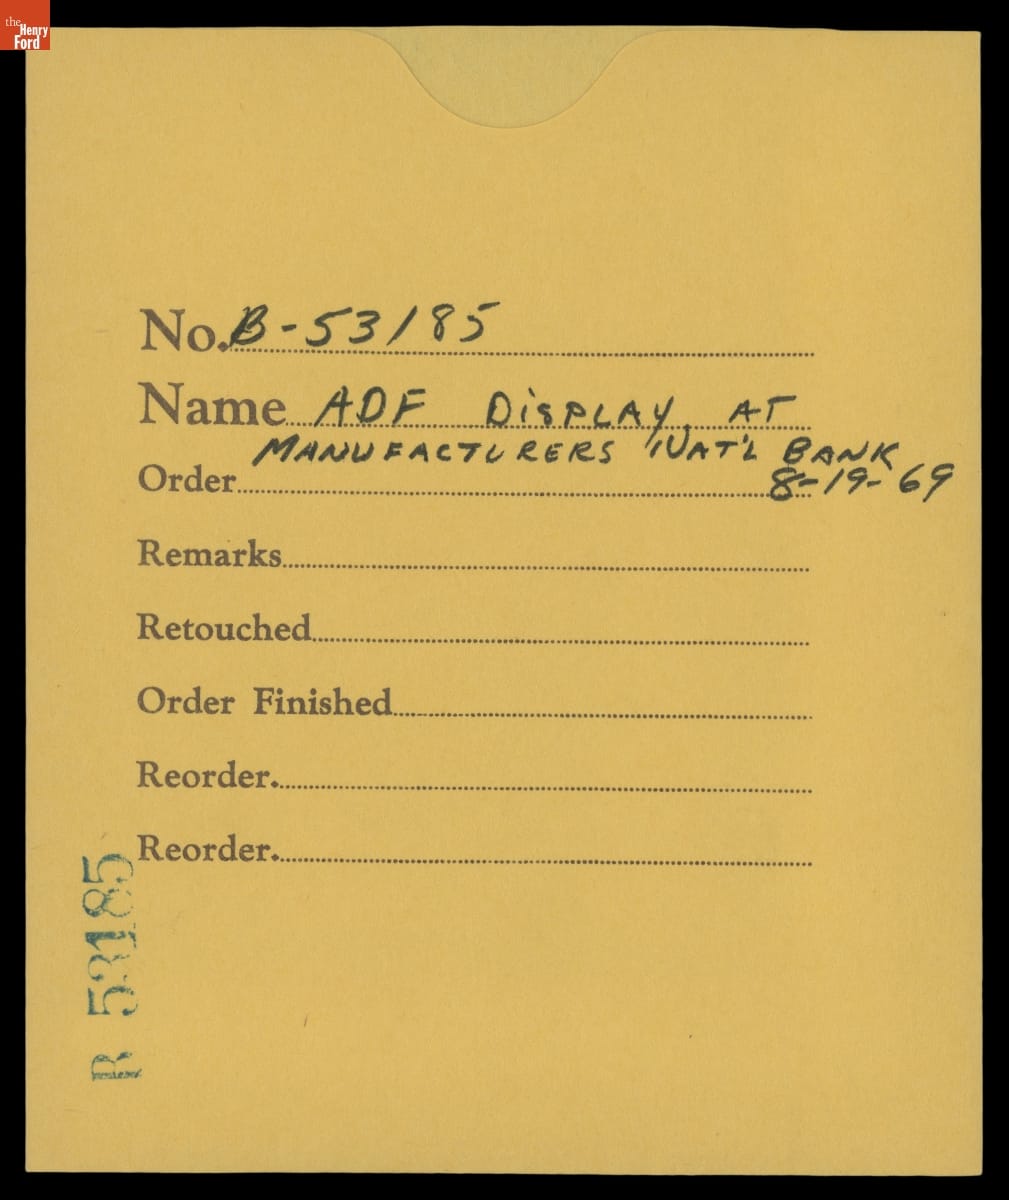 the
Henry
Ford
No. B-53185
Name ADF DiSPLAY AT
MANUFACTURERS NAT'L BANK
Order 8-19-69
Remarks
Retouched
Order Finished
Reorder.
Reorder.
B 53185